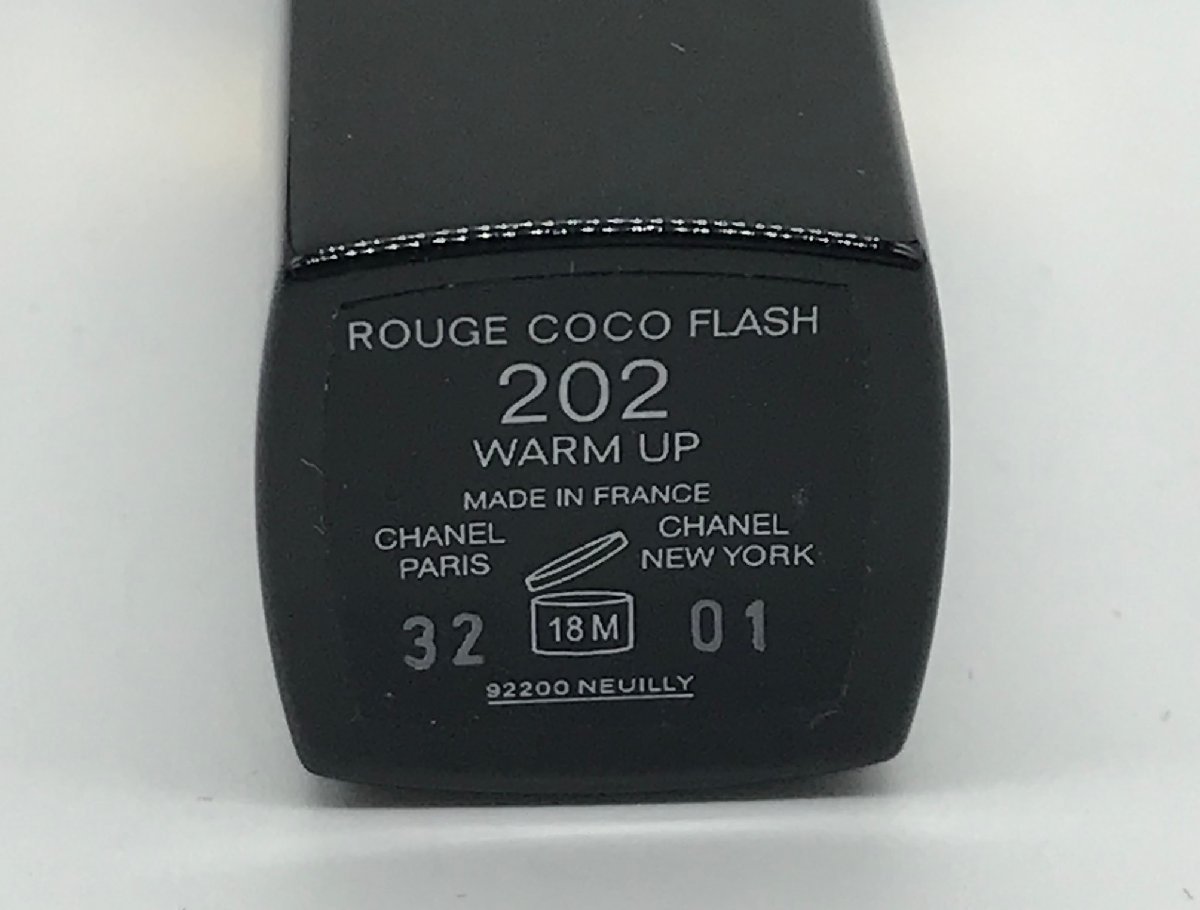 ROUGE COCO FLASH
202
WARM UP
MADE IN FRANCE
CHANEL PARIS
CHANEL NEW YORK
32 18M 01
92200 NEUILLY